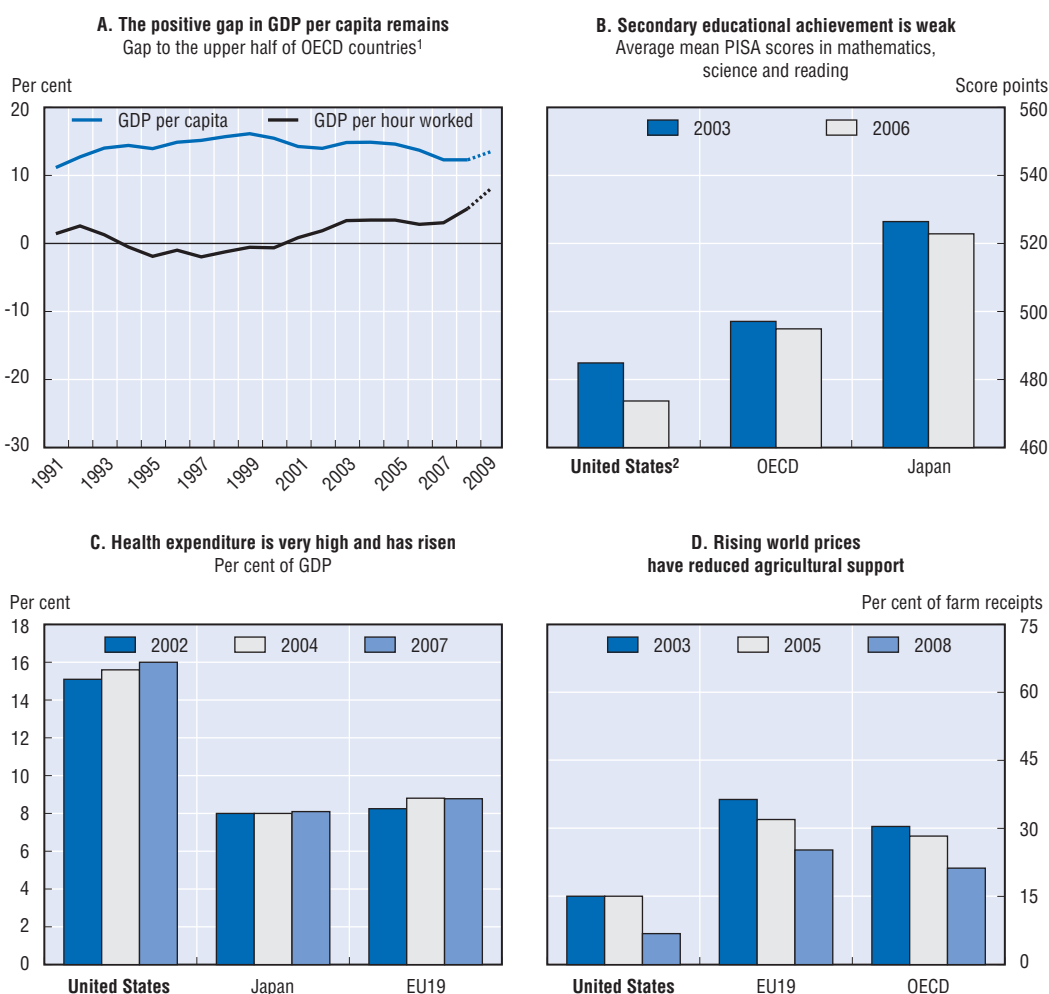 A. The positive gap in GDP per capita remains
Gap to the upper half of OECD countries¹
Per cent
20
10
0
-10
-20
-30
GDP per capita
GDP per hour worked
1991
1993
1995
1997
1999
2001
2003
2005
2007
2009
B. Secondary educational achievement is weak
Average mean PISA scores in mathematics,
science and reading
Score points
560
540
520
500
480
460
2003
2006
United States²
OECD
Japan
C. Health expenditure is very high and has risen
Per cent of GDP
Per cent
18
16
14
12
10
8
6
4
2
0
2002
2004
2007
United States
Japan
EU19
D. Rising world prices
have reduced agricultural support
Per cent of farm receipts
75
60
45
30
15
0
2003
2005
2008
United States
EU19
OECD